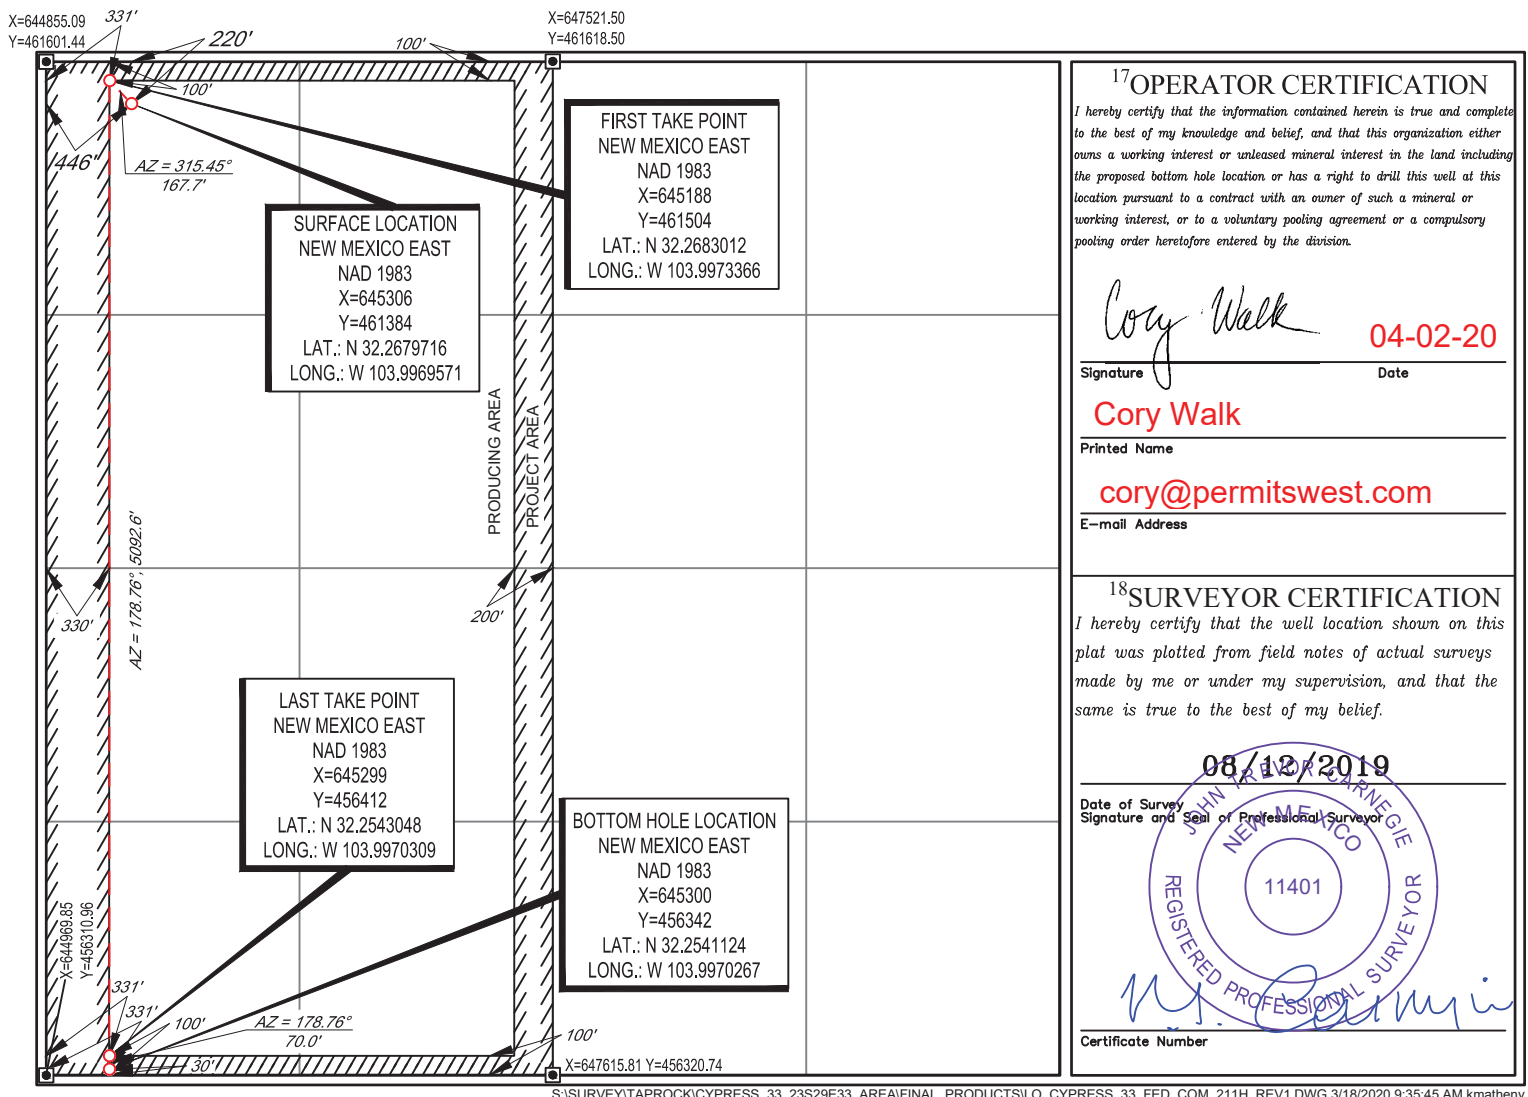 X=644855.09
Y=461601.44
331'
220'
100'
X=647521.50
Y=461618.50
100'
446"
AZ = 315.45°
167.7'
FIRST TAKE POINT
NEW MEXICO EAST
NAD 1983
X=645188
Y=461504
LAT.: N 32.2683012
LONG.: W 103.9973366
SURFACE LOCATION
NEW MEXICO EAST
NAD 1983
X=645306
Y=461384
LAT.: N 32.2679716
LONG.: W 103.9969571
PRODUCING AREA
PROJECT AREA
AZ = 178.76°, 5092.6'
330'
200'
LAST TAKE POINT
NEW MEXICO EAST
NAD 1983
X=645299
Y=456412
LAT.: N 32.2543048
LONG.: W 103.9970309
BOTTOM HOLE LOCATION
NEW MEXICO EAST
NAD 1983
X=645300
Y=456342
LAT.: N 32.2541124
LONG.: W 103.9970267
X=644969.85
Y=456310.96
331'
331'
100'
AZ = 178.76°
70.0'
30'
100'
X=647615.81 Y=456320.74
17OPERATOR CERTIFICATION
I hereby certify that the information contained herein is true and complete
to the best of my knowledge and belief, and that this organization either
owns a working interest or unleased mineral interest in the land including
the proposed bottom hole location or has a right to drill this well at this
location pursuant to a contract with an owner of such a mineral or
working interest, or to a voluntary pooling agreement or a compulsory
pooling order heretofore entered by the division.
Cory Walk
04-02-20
Signature Date
Cory Walk
Printed Name
cory@permitswest.com
E-mail Address
18SURVEYOR CERTIFICATION
I hereby certify that the well location shown on this
plat was plotted from field notes of actual surveys
made by me or under my supervision, and that the
same is true to the best of my belief.
08/12/2019
Date of Survey
Signature and Seal of Professional Surveyor
JOHN TREVOR CARNEGIE
NEW MEXICO
11401
REGISTERED PROFESSIONAL SURVEYOR
Certificate Number
S:\SURVEY\TAPROCK\CYPRESS_33_23S29E33_AREA\FINAL_PRODUCTS\LO_CYPRESS_33_FED_COM_211H_REV1.DWG 3/18/2020 9:35:45 AM kmatheny